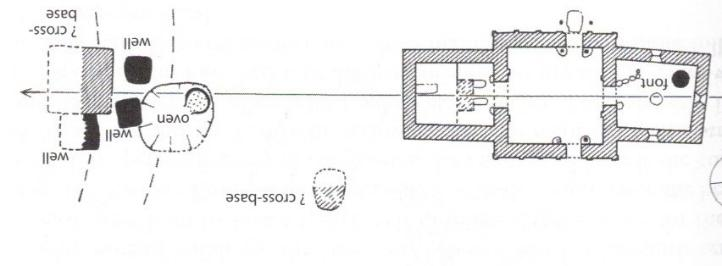 ? cross-base
well
well
oven
font
well
? cross-
base